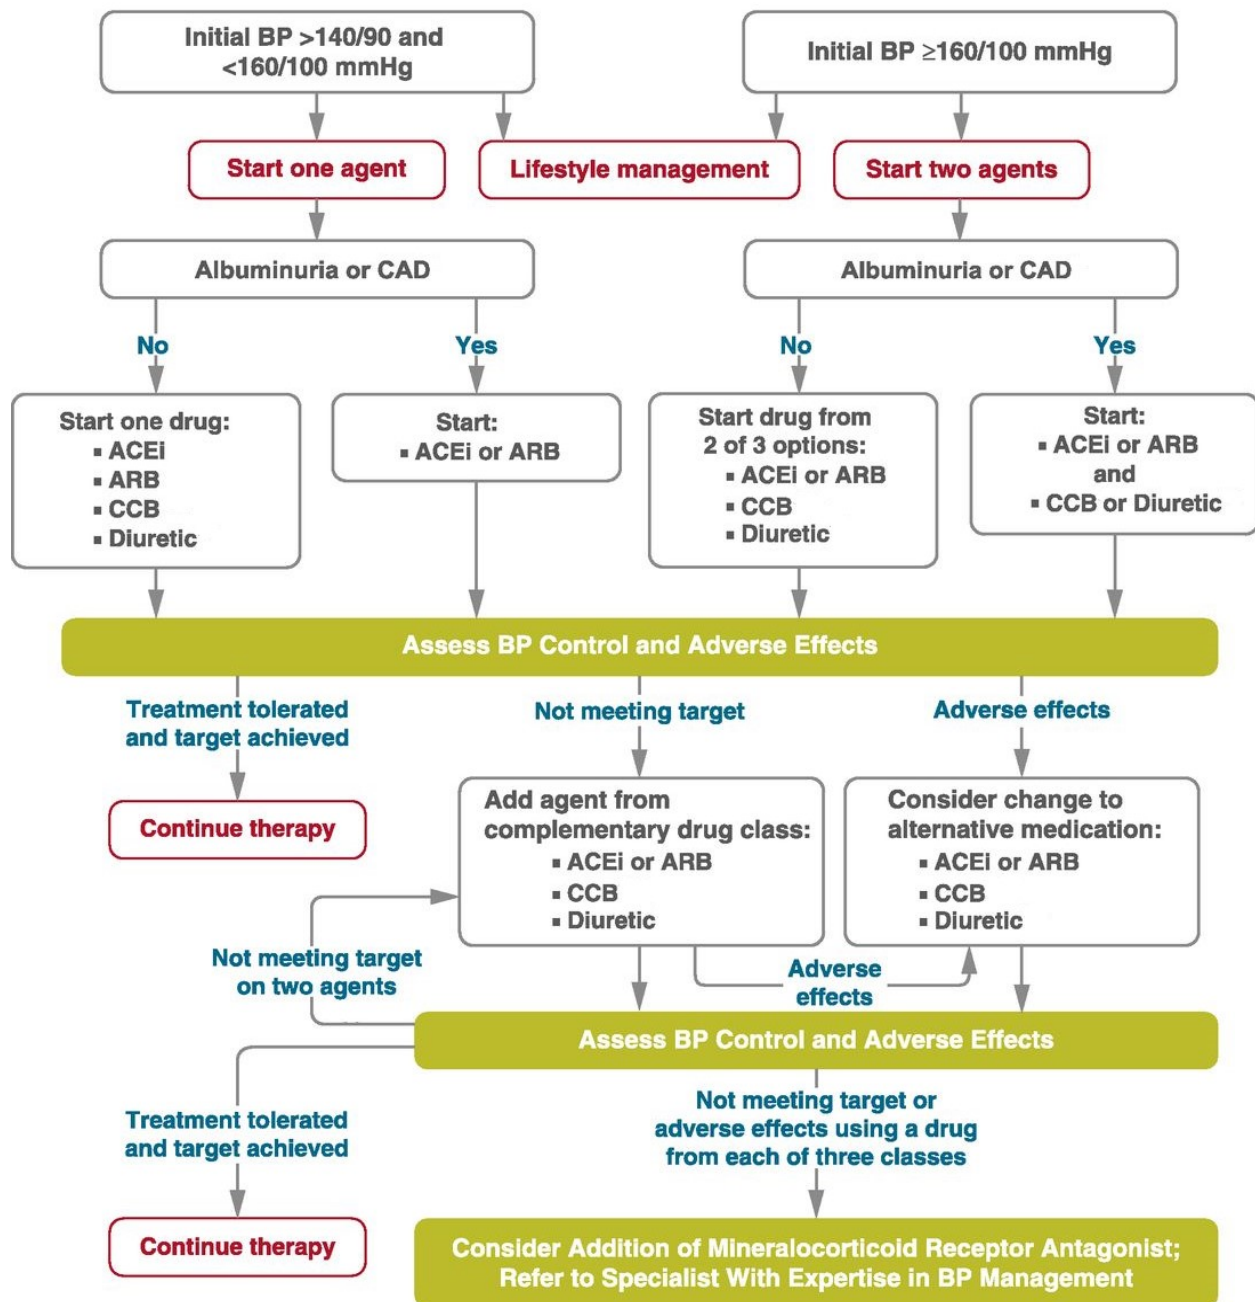 Initial BP >140/90 and
<160/100 mmHg
Initial BP ≥160/100 mmHg
Start one agent
Lifestyle management
Start two agents
Albuminuria or CAD
Albuminuria or CAD
No
Yes
No
Yes
Start one drug:
▪ ACEi
▪ ARB
▪ CCB
▪ Diuretic
Start:
▪ ACEi or ARB
Start drug from
2 of 3 options:
▪ ACEi or ARB
▪ CCB
▪ Diuretic
Start:
▪ ACEi or ARB
and
▪ CCB or Diuretic
Assess BP Control and Adverse Effects
Treatment tolerated
and target achieved
Not meeting target
Adverse effects
Continue therapy
Add agent from
complementary drug class:
▪ ACEi or ARB
▪ CCB
▪ Diuretic
Consider change to
alternative medication:
▪ ACEi or ARB
▪ CCB
▪ Diuretic
Not meeting target
on two agents
Adverse
effects
Assess BP Control and Adverse Effects
Treatment tolerated
and target achieved
Not meeting target or
adverse effects using a drug
from each of three classes
Continue therapy
Consider Addition of Mineralocorticoid Receptor Antagonist;
Refer to Specialist With Expertise in BP Management